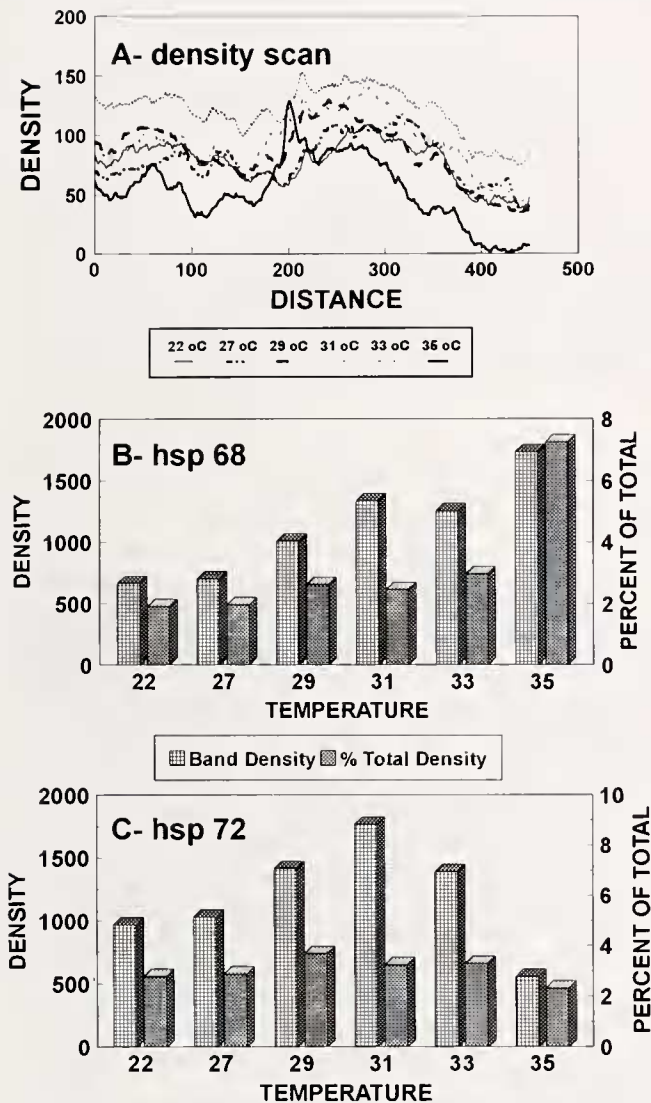 A- density scan
200
150
100
50
0
DENSITY
0 100 200 300 400 500
DISTANCE
22 oC 27 oC 29 oC 31 oC 33 oC 35 oC
B- hsp 68
2000
1500
1000
500
0
DENSITY
8
6
4
2
0
PERCENT OF TOTAL
22 27 29 31 33 35
TEMPERATURE
Band Density % Total Density
C- hsp 72
2000
1500
1000
500
0
DENSITY
10
8
6
4
2
0
PERCENT OF TOTAL
22 27 29 31 33 35
TEMPERATURE